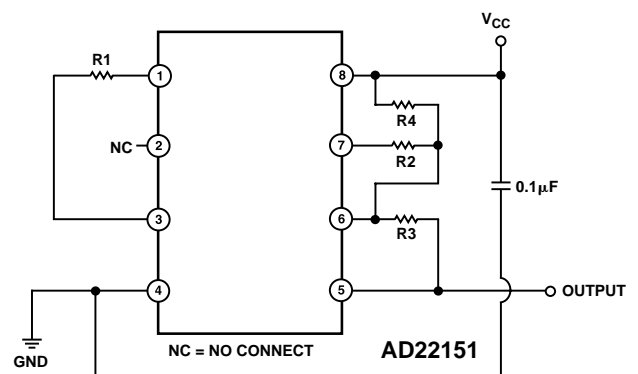 V_CC
R1
1
8
R4
NC
2
7
R2
0.1µF
3
6
R3
4
5
OUTPUT
GND
NC = NO CONNECT
AD22151